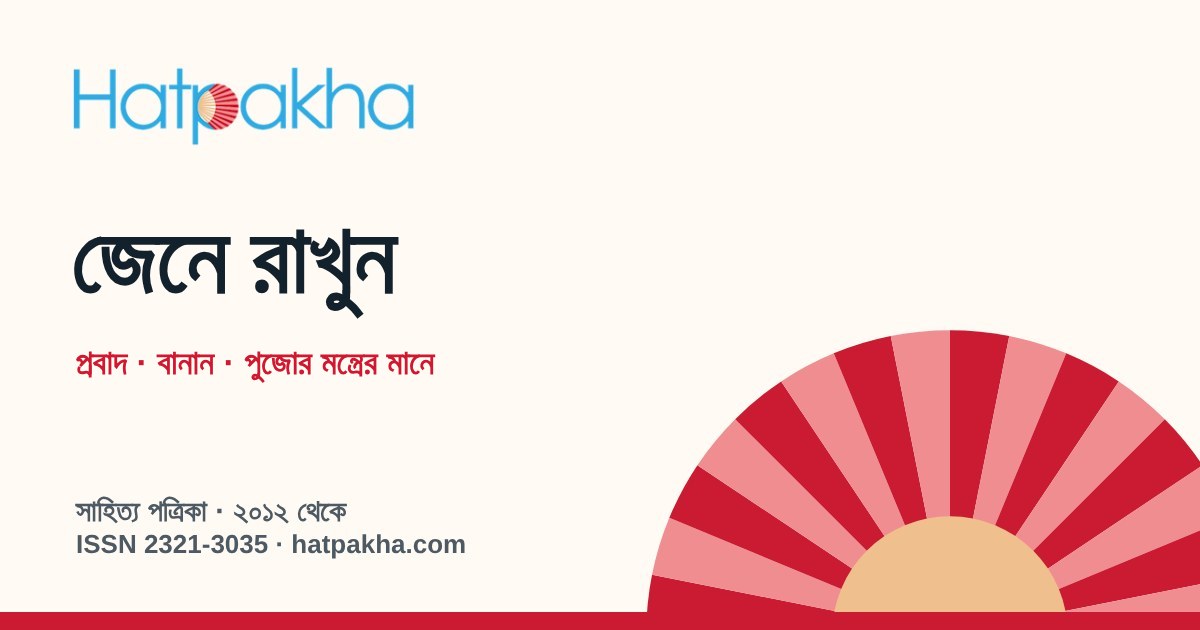 Hatpakha
জেনে রাখুন
প্রবাদ · বানান · পুজোর মন্ত্রের মানে
সাহিত্য পত্রিকা · ২০১২ থেকে
ISSN 2321-3035 · hatpakha.com